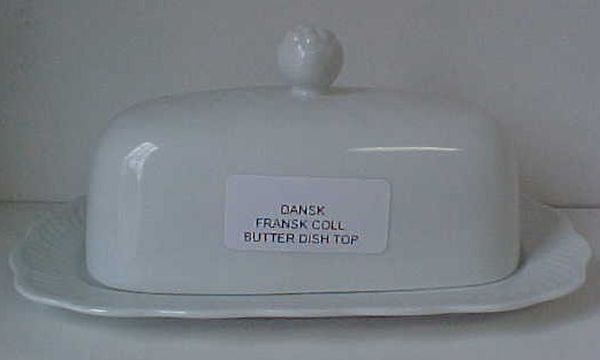 DANSK
FRANSK COLL
BUTTER DISH TOP